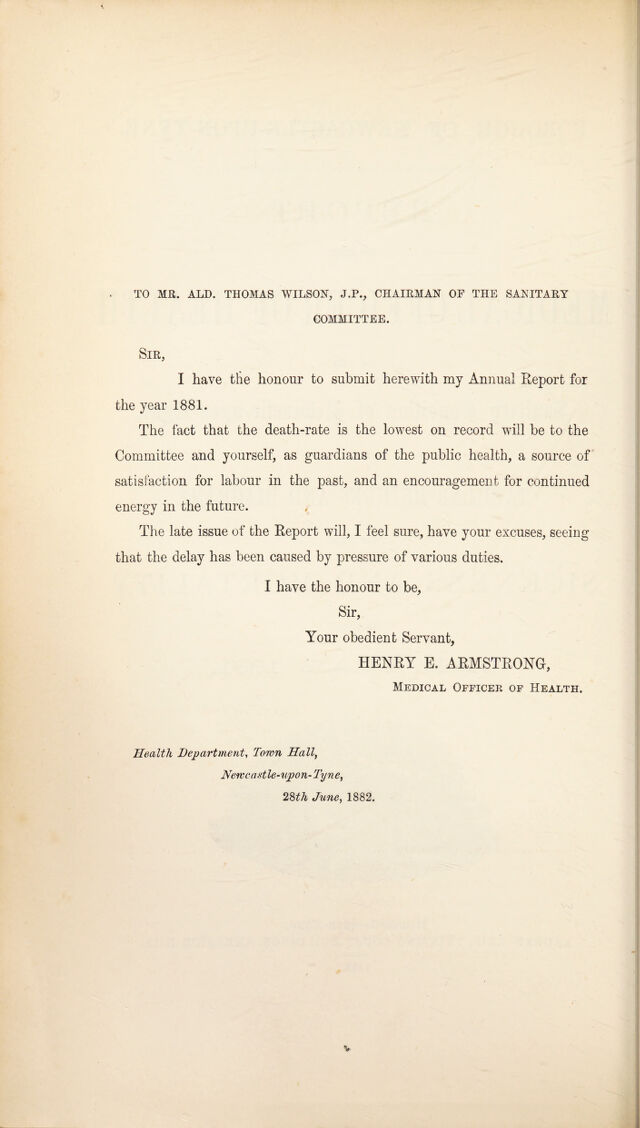 TO MR. ALD. THOMAS WILSON, J.P., CHAIRMAN OF THE SANITARY
COMMITTEE.
SIR,
I have the honour to submit herewith my Annual Report for
the year 1881.
The fact that the death-rate is the lowest on record will be to the
Committee and yourself, as guardians of the public health, a source of
satisfaction for labour in the past, and an encouragement for continued
energy in the future.
The late issue of the Report will, I feel sure, have your excuses, seeing
that the delay has been caused by pressure of various duties.
I have the honour to be,
Sir,
Your obedient Servant,
HENRY E. ARMSTRONG,
MEDICAL OFFICER OF HEALTH.
Health Department, Town Hall,
Newcastle-upon-Tyne,
28th June, 1882.